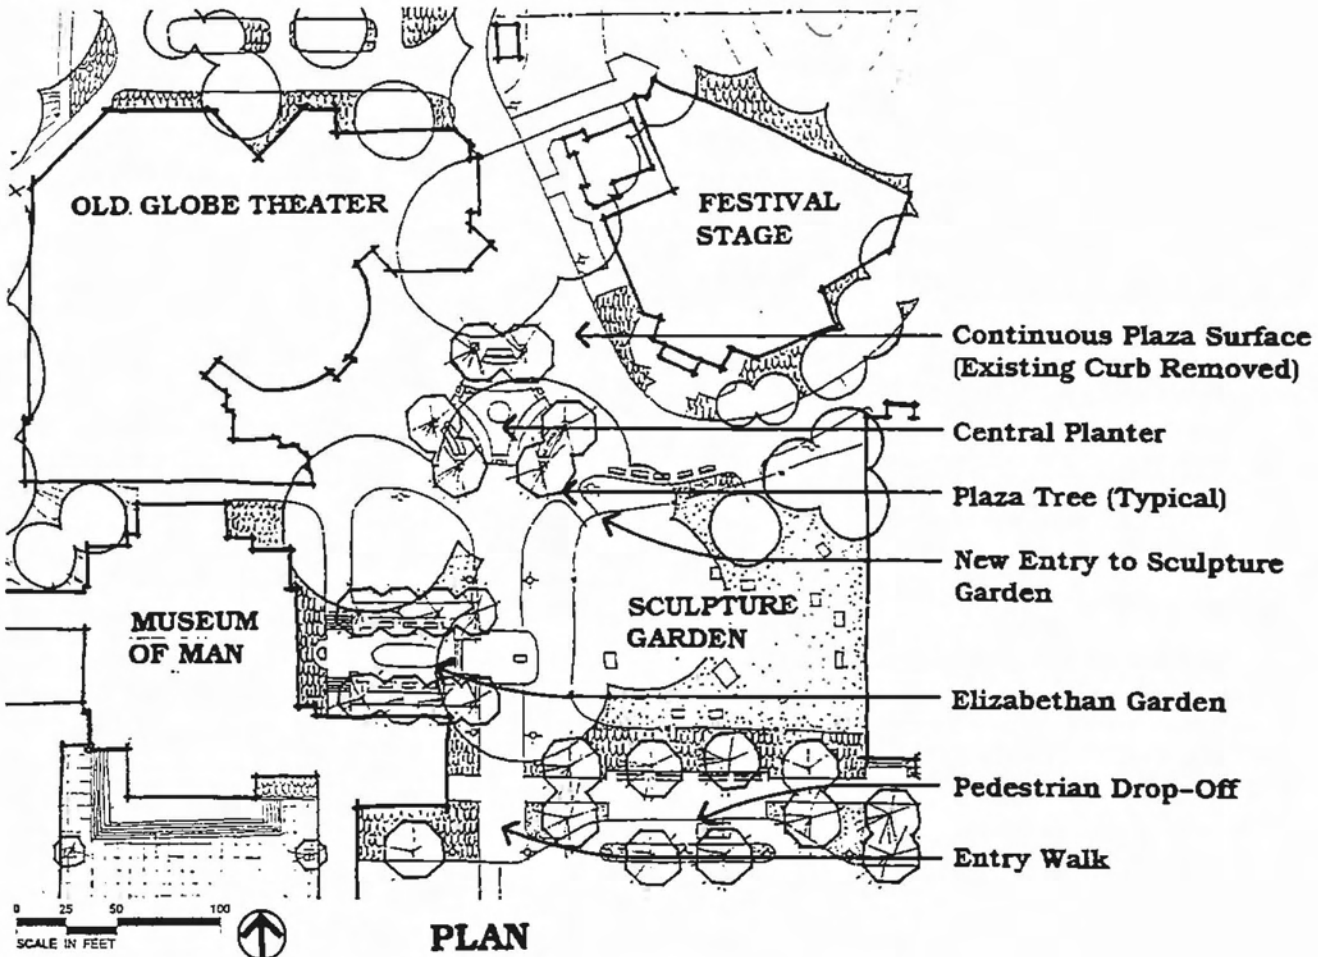 OLD. GLOBE THEATER
FESTIVAL
STAGE
Continuous Plaza Surface
(Existing Curb Removed)
Central Planter
Plaza Tree (Typical)
New Entry to Sculpture
Garden
MUSEUM
OF MAN
SCULPTURE
GARDEN
Elizabethan Garden
Pedestrian Drop-Off
Entry Walk
0 25 50 100
SCALE IN FEET
PLAN